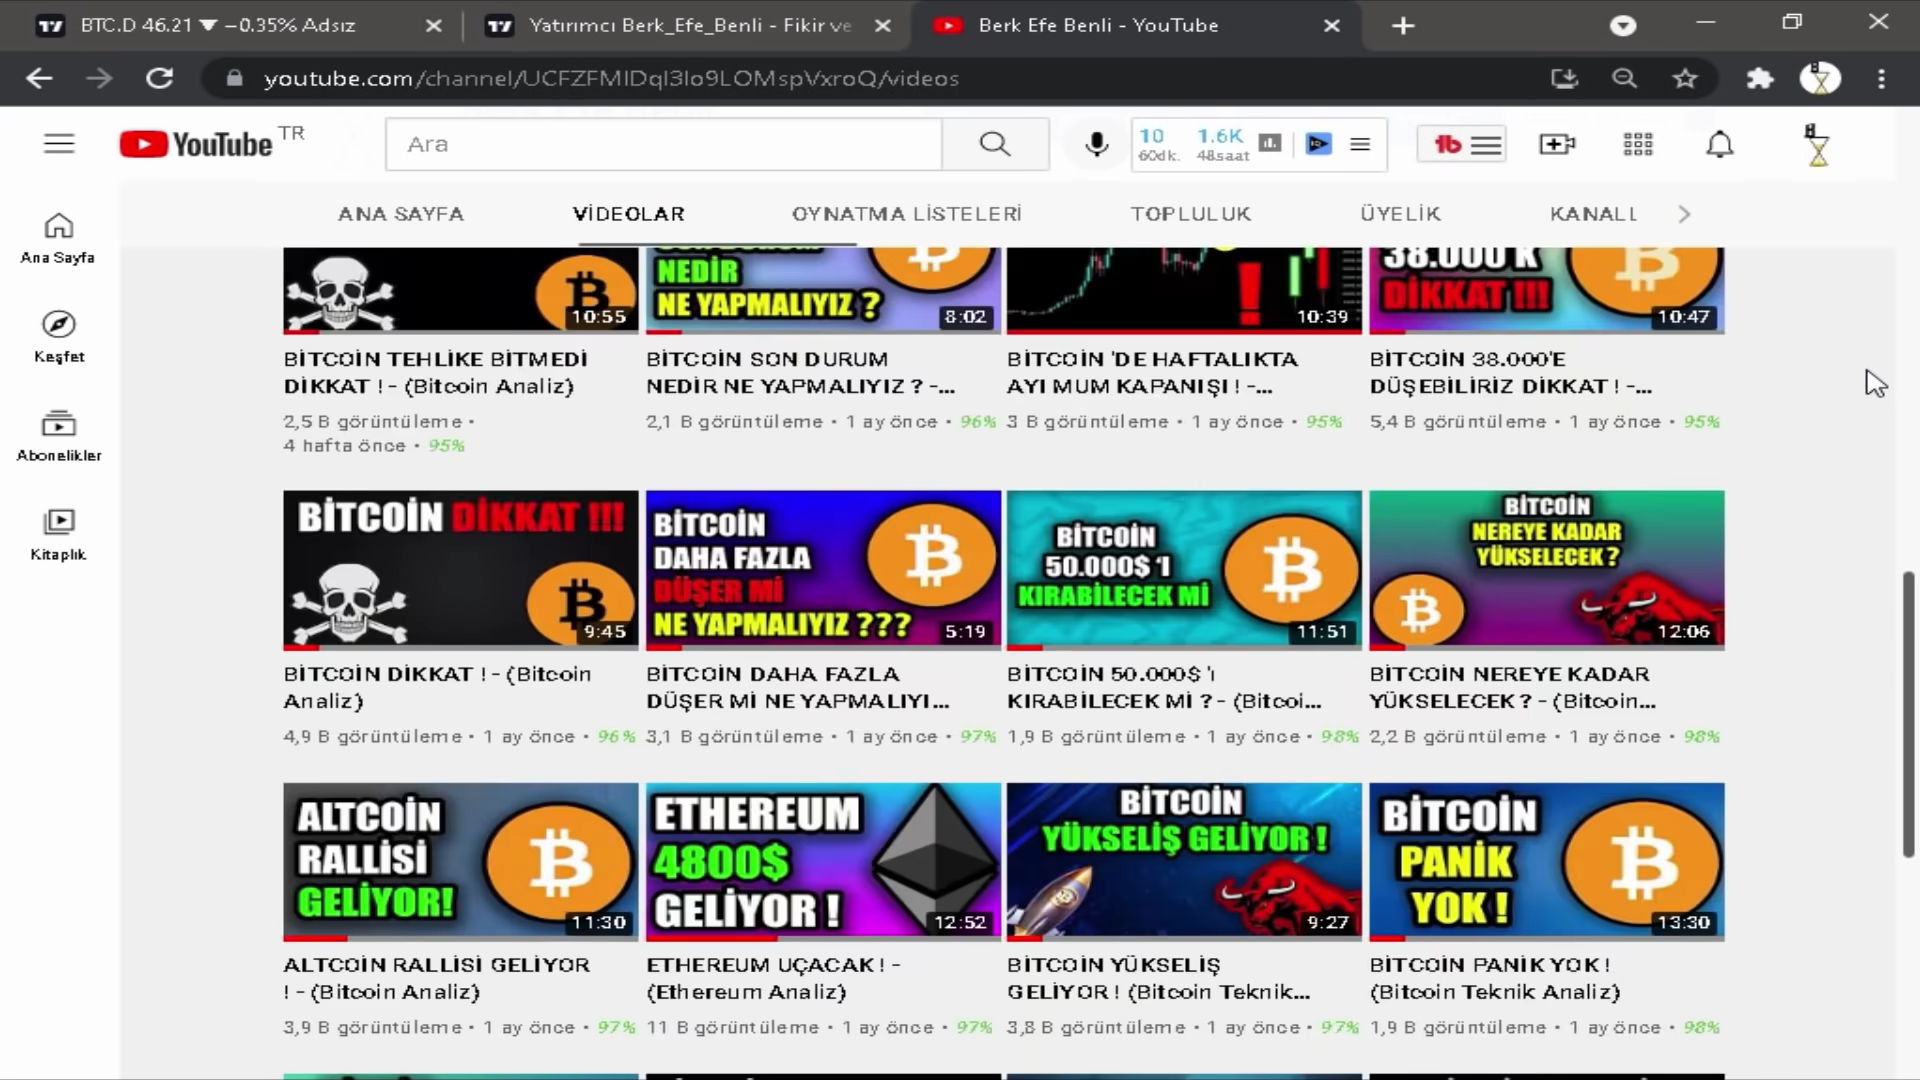 BTC.D 46.21 ▼ −0.35% Adsız
Yatırımcı Berk_Efe_Benli - Fikir ve
Berk Efe Benli - YouTube
youtube.com/channel/UCFZFMIDqI3Io9LOMspVxroQ/videos
YouTube TR
Ara
10 60dk.
1.6K 48saat
ANA SAYFA VİDEOLAR OYNATMA LİSTELERİ TOPLULUK ÜYELİK KANALL
Ana Sayfa
Keşfet
Abonelikler
Kitaplık
10:55
NEDİR
NE YAPMALIYIZ ?
8:02
10:39
38.000 K
DİKKAT !!!
10:47
BİTCOİN TEHLİKE BİTMEDİ
DİKKAT ! - (Bitcoin Analiz)
2,5 B görüntüleme •
4 hafta önce • 95%
BİTCOİN SON DURUM
NEDİR NE YAPMALIYIZ ? -...
2,1 B görüntüleme • 1 ay önce • 96%
BİTCOİN 'DE HAFTALIKTA
AYI MUM KAPANIŞI ! -...
3 B görüntüleme • 1 ay önce • 95%
BİTCOİN 38.000'E
DÜŞEBİLİRİZ DİKKAT ! -...
5,4 B görüntüleme • 1 ay önce • 95%
BİTCOİN DİKKAT !!!
9:45
BİTCOİN
DAHA FAZLA
DÜŞER Mİ
NE YAPMALIYIZ ???
5:19
BİTCOİN
50.000$ 'I
KIRABİLECEK Mİ
11:51
BİTCOİN
NEREYE KADAR
YÜKSELECEK ?
12:06
BİTCOİN DİKKAT ! - (Bitcoin
Analiz)
4,9 B görüntüleme • 1 ay önce • 96%
BİTCOİN DAHA FAZLA
DÜŞER Mİ NE YAPMALIYI...
3,1 B görüntüleme • 1 ay önce • 97%
BİTCOİN 50.000$ 'ı
KIRABİLECEK Mİ ? - (Bitcoi...
1,9 B görüntüleme • 1 ay önce • 98%
BİTCOİN NEREYE KADAR
YÜKSELECEK ? - (Bitcoin...
2,2 B görüntüleme • 1 ay önce • 98%
ALTCOİN
RALLİSİ
GELİYOR!
11:30
ETHEREUM
4800$
GELİYOR !
12:52
BİTCOİN
YÜKSELİŞ GELİYOR !
9:27
BİTCOİN
PANİK
YOK !
13:30
ALTCOİN RALLİSİ GELİYOR
! - (Bitcoin Analiz)
3,9 B görüntüleme • 1 ay önce • 97%
ETHEREUM UÇACAK ! -
(Ethereum Analiz)
11 B görüntüleme • 1 ay önce • 97%
BİTCOİN YÜKSELİŞ
GELİYOR ! (Bitcoin Teknik...
3,8 B görüntüleme • 1 ay önce • 97%
BİTCOİN PANİK YOK !
(Bitcoin Teknik Analiz)
1,9 B görüntüleme • 1 ay önce • 98%